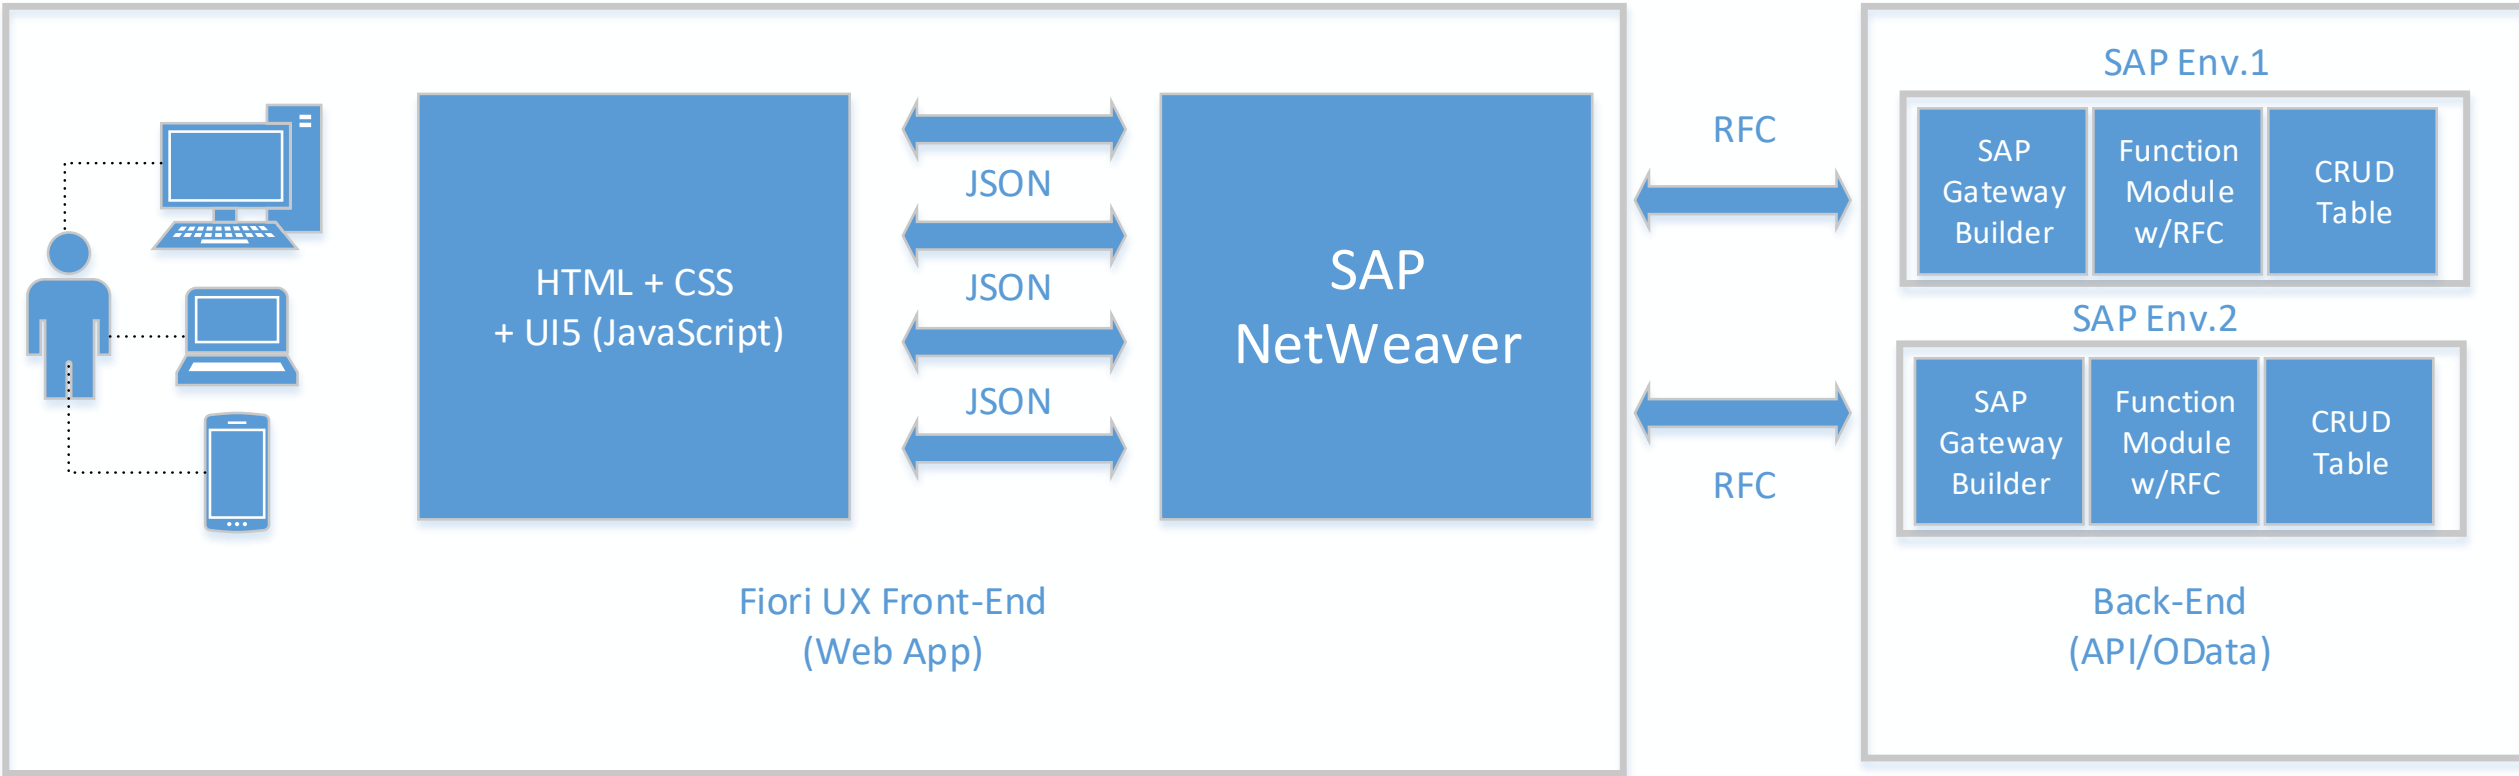 HTML + CSS
+ UI5 (JavaScript)
JSON
JSON
JSON
SAP
NetWeaver
Fiori UX Front-End
(Web App)
RFC
RFC
SAP Env.1
SAP
Gateway
Builder
Function
Module
w/RFC
CRUD
Table
SAP Env.2
SAP
Gateway
Builder
Function
Module
w/RFC
CRUD
Table
Back-End
(API/OData)